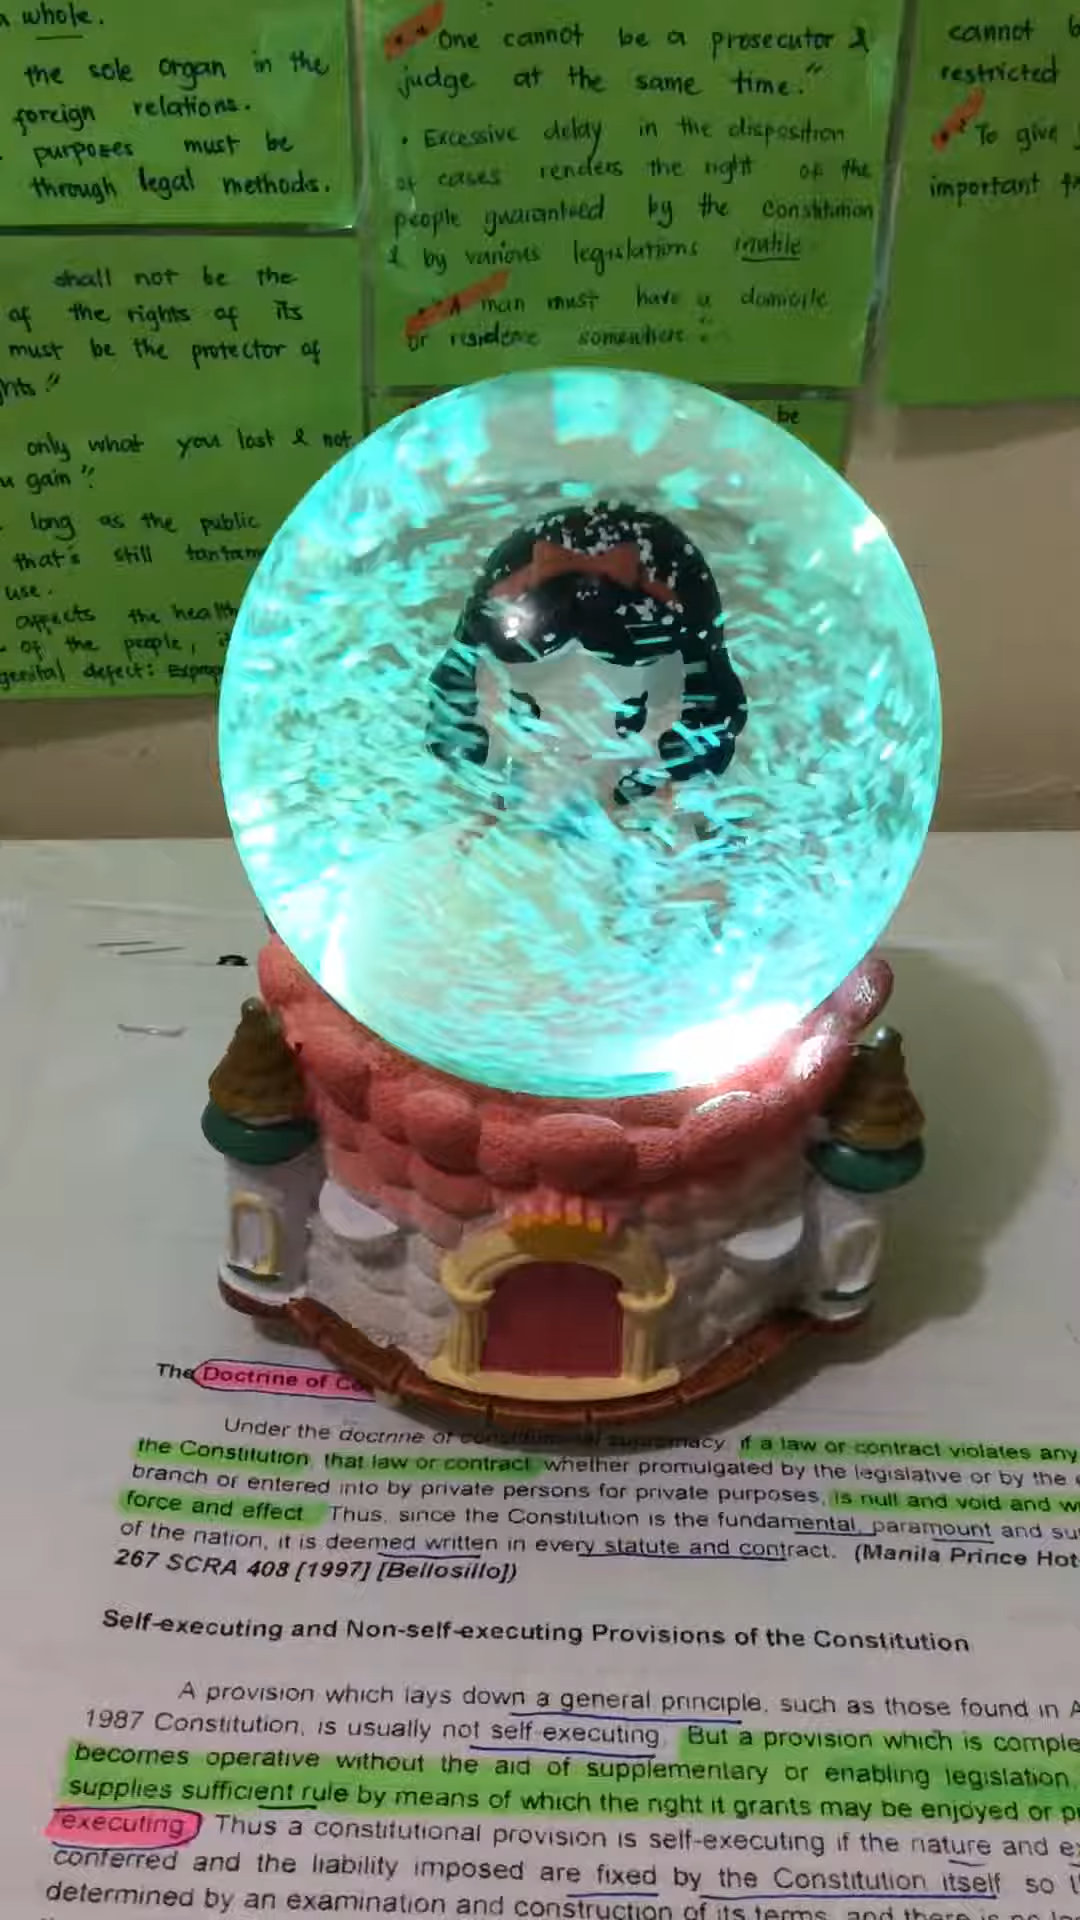 a whole.
the sole organ in the
foreign relations.
purposes must be
through legal methods.
shall not be the
of the rights of its
must be the protector of
hts."
only what you lost & not
u gain".
long as the public
that's still tantam
use.
affects the health
of the people, i
genital defect: Exprop
"One cannot be a prosecutor &
judge at the same time."
• Excessive delay in the disposition
of cases renders the right of the
people guaranteed by the Constitution
& by various legislations inutile
"A man must have a domicile
or residence somewhere."
be
cannot b
restricted
"To give
important
The Doctrine of Co
Under the doctrine of constitutional supremacy, if a law or contract violates any
the Constitution, that law or contract, whether promulgated by the legislative or by the e
branch or entered into by private persons for private purposes, is null and void and w
force and effect. Thus, since the Constitution is the fundamental, paramount and su
of the nation, it is deemed written in every statute and contract. (Manila Prince Hot
267 SCRA 408 [1997] [Bellosillo])
Self-executing and Non-self-executing Provisions of the Constitution
A provision which lays down a general principle, such as those found in A
1987 Constitution, is usually not self-executing. But a provision which is comple
becomes operative without the aid of supplementary or enabling legislation,
supplies sufficient rule by means of which the right it grants may be enjoyed or p
executing. Thus a constitutional provision is self-executing if the nature and e
conferred and the liability imposed are fixed by the Constitution itself, so t
determined by an examination and construction of its terms, and there is no